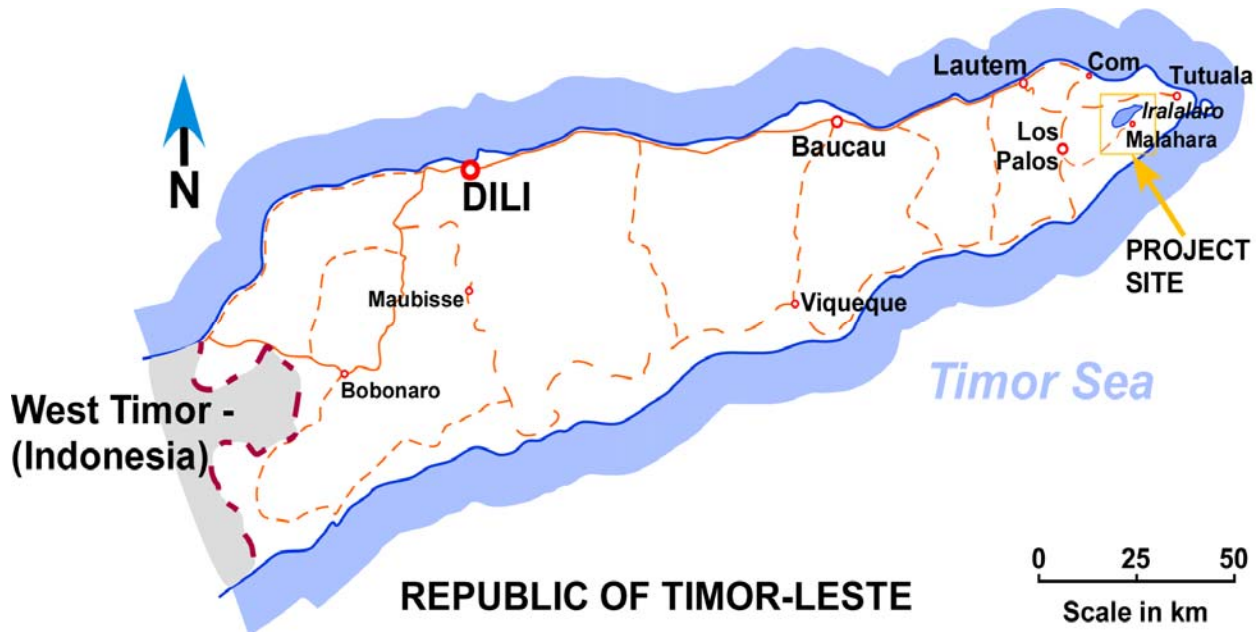 Lautem
Com
Tutuala
Iralalaro
Malahara
Los
Palos
Baucau
DILI
N
PROJECT
SITE
Maubisse
Viqueque
Bobonaro
Timor Sea
West Timor -
(Indonesia)
REPUBLIC OF TIMOR-LESTE
0 25 50
Scale in km